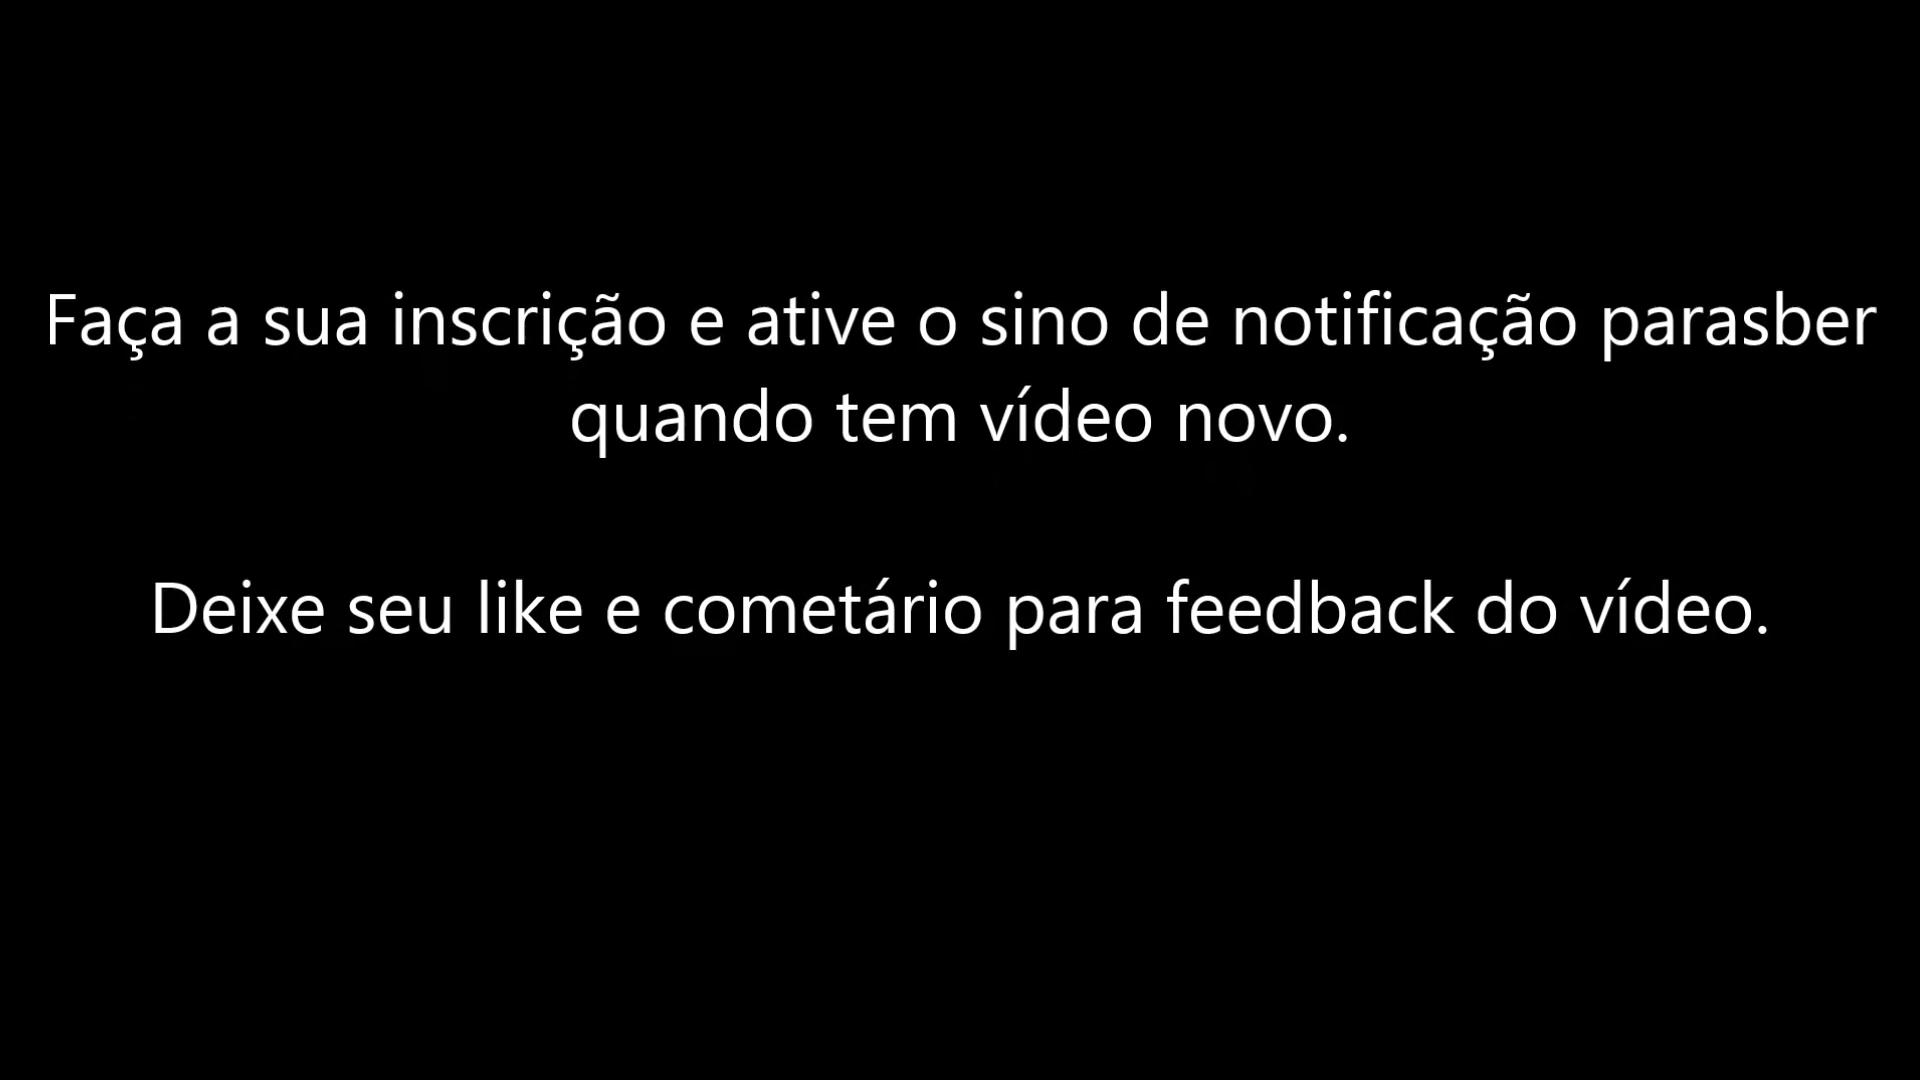 Faça a sua inscrição e ative o sino de notificação parasber
quando tem vídeo novo.
Deixe seu like e cometário para feedback do vídeo.